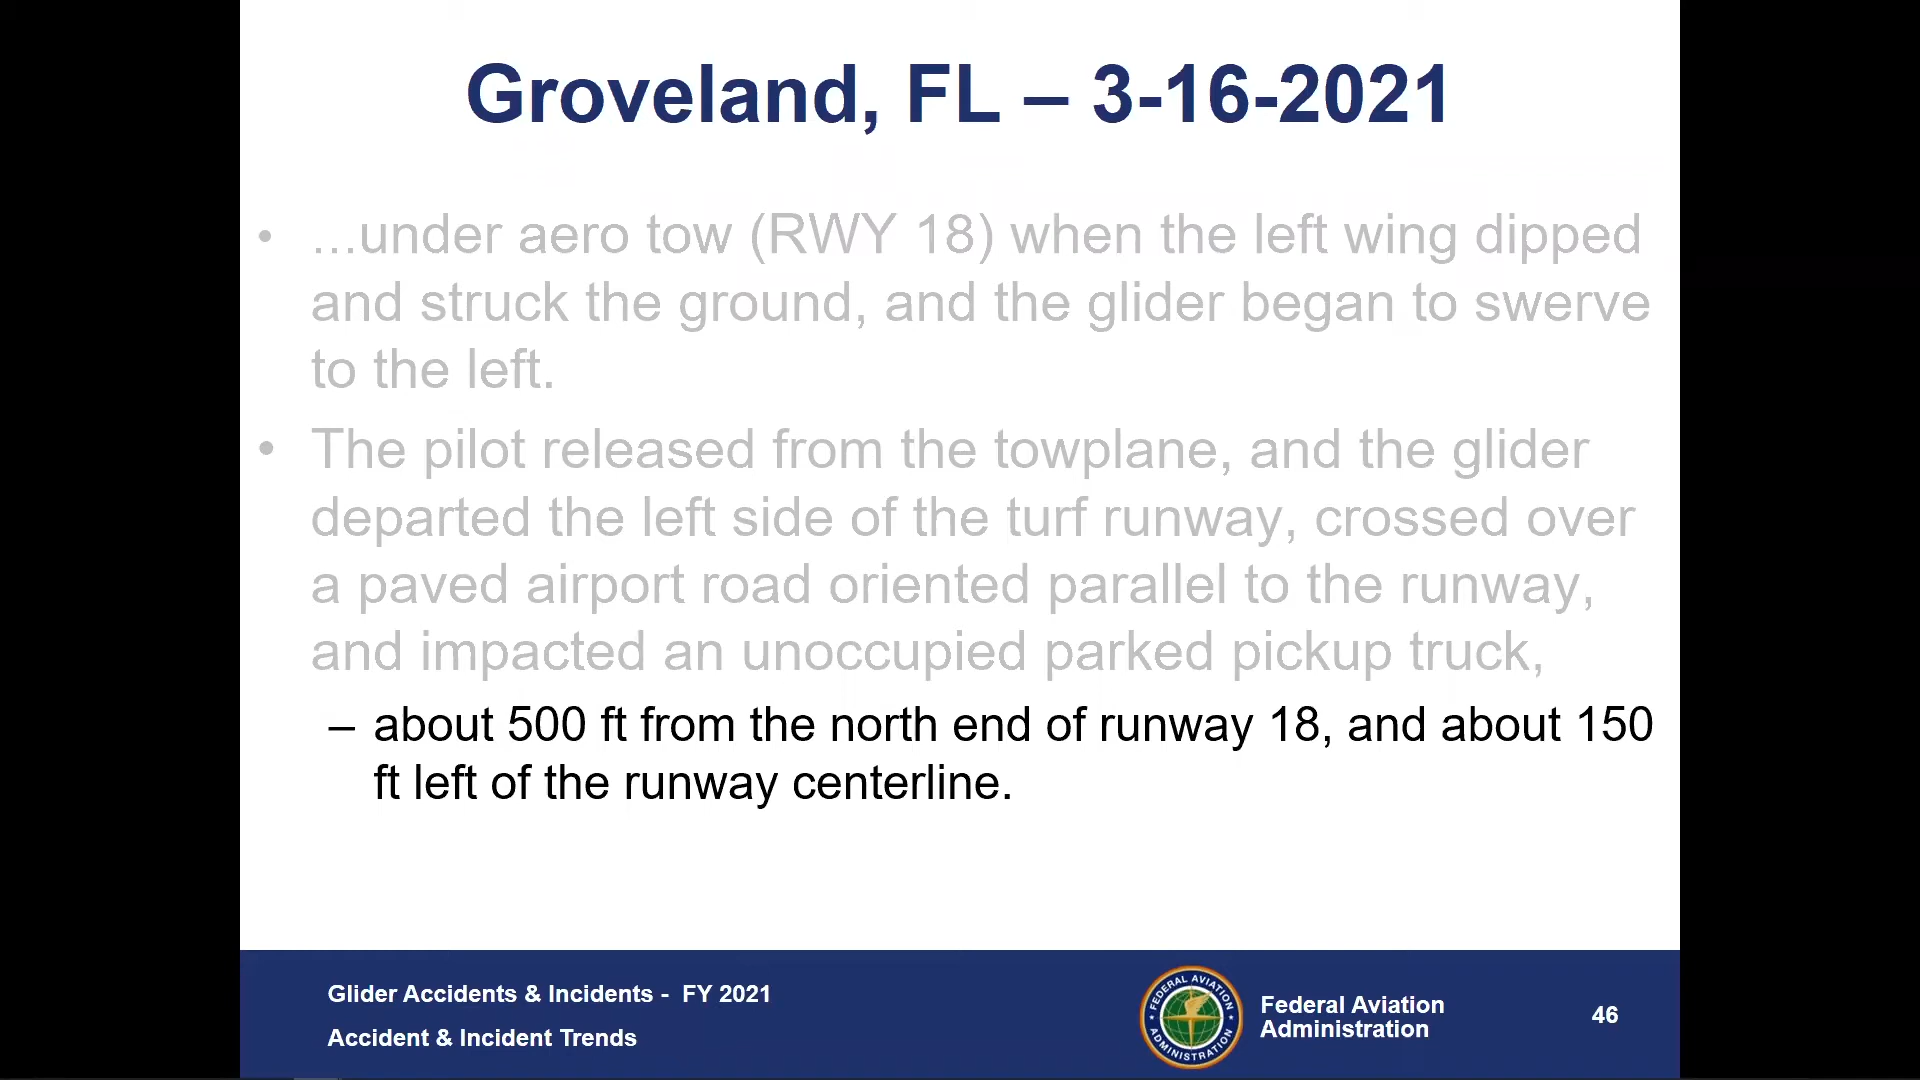 Groveland, FL – 3-16-2021
• ...under aero tow (RWY 18) when the left wing dipped
and struck the ground, and the glider began to swerve
to the left.
• The pilot released from the towplane, and the glider
departed the left side of the turf runway, crossed over
a paved airport road oriented parallel to the runway,
and impacted an unoccupied parked pickup truck,
– about 500 ft from the north end of runway 18, and about 150
ft left of the runway centerline.
Glider Accidents & Incidents - FY 2021
Accident & Incident Trends
FEDERAL AVIATION
ADMINISTRATION
Federal Aviation
Administration
46